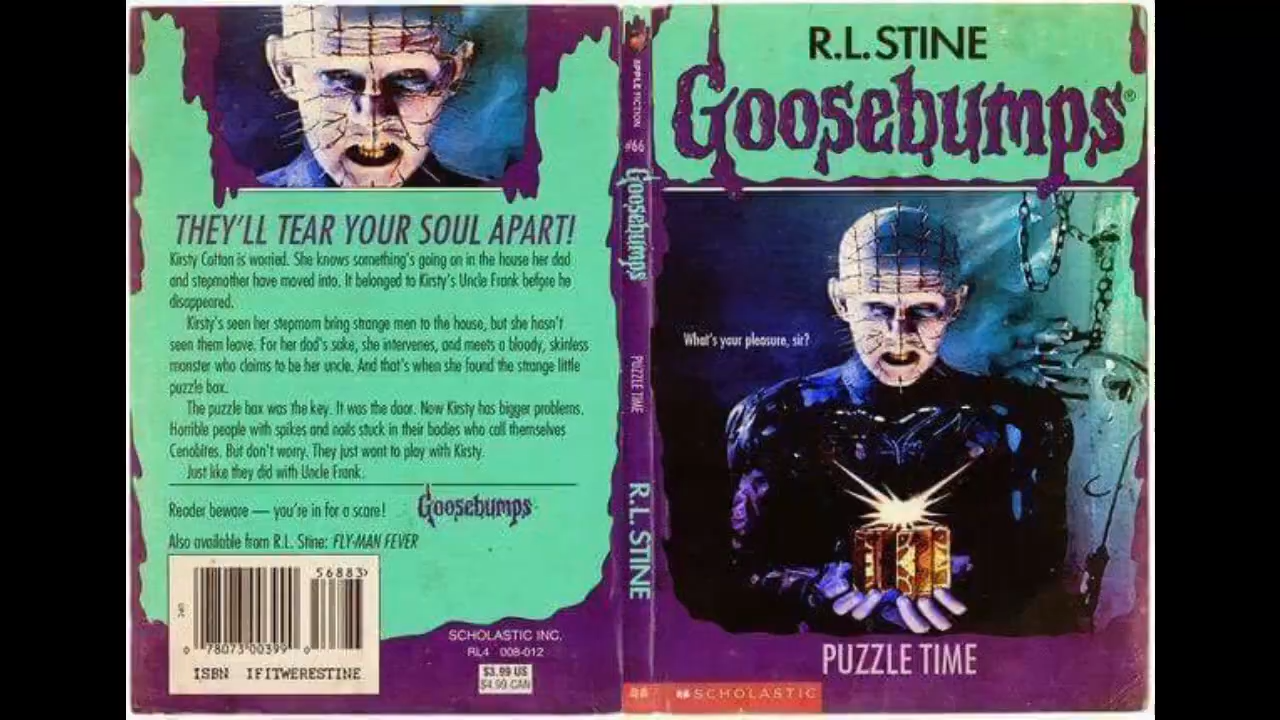 THEY'LL TEAR YOUR SOUL APART!
Kirsty Cotton is worried. She knows something's going on in the house her dad
and stepmother have moved into. It belonged to Kirsty's Uncle Frank before he
disappeared.
Kirsty's seen her stepmom bring strange men to the house, but she hasn't
seen them leave. For her dad's sake, she intervenes, and meets a bloody, skinless
monster who claims to be her uncle. And that's when she found the strange little
puzzle box.
The puzzle box was the key. It was the door. Now Kirsty has bigger problems.
Horrible people with spikes and nails stuck in their bodies who call themselves
Cenobites. But don't worry. They just want to play with Kirsty.
Just like they did with Uncle Frank.
Reader beware — you're in for a scare!
Goosebumps
Also available from R.L. Stine: FLY-MAN FEVER
56883>
UPC
0 78073 00399 0
ISBN IFITWERESTINE
SCHOLASTIC INC.
RL4 008-012
$3.99 US
$4.99 CAN
APPLE FICTION
#66
Goosebumps
PUZZLE TIME
R.L. STINE
R.L. STINE
Goosebumps®
What's your pleasure, sir?
PUZZLE TIME
SCHOLASTIC